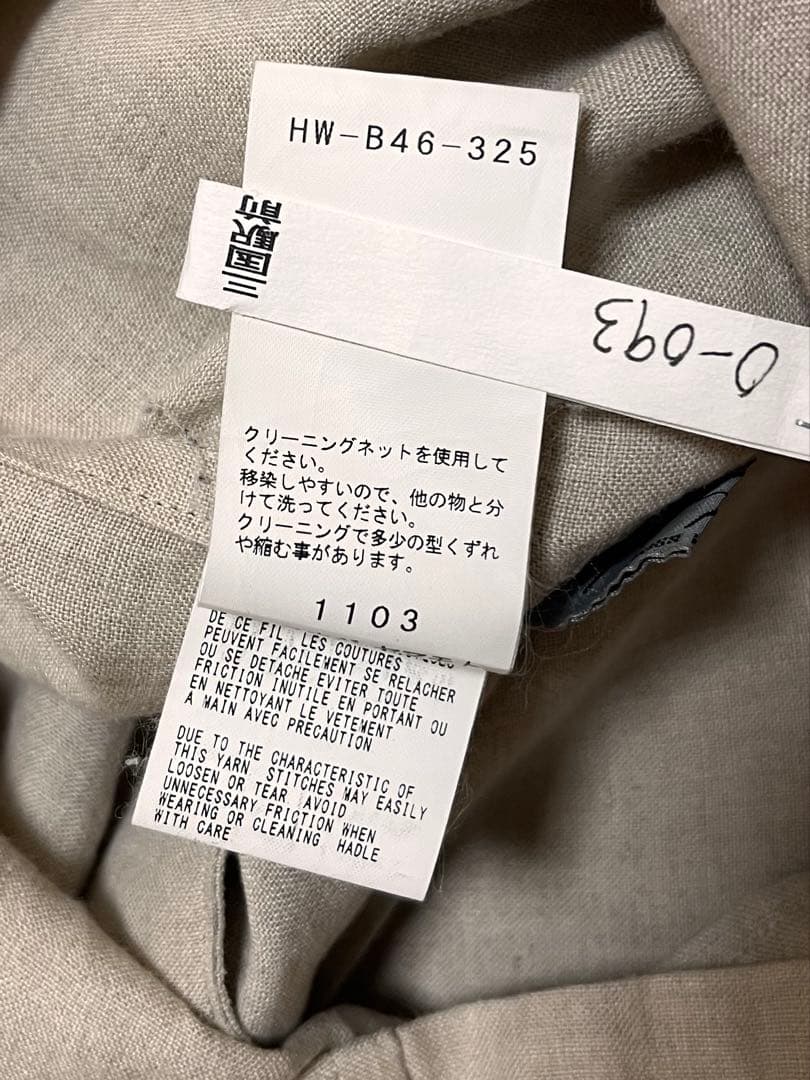 HW-B46-325
三国駅前
0-093
クリーニングネットを使用して
ください。
移染しやすいので、他の物と分
けて洗ってください。
クリーニングで多少の型くずれ
や縮む事があります。
1103
DE CE FIL LES COUTURES
PEUVENT FACILEMENT SE RELACHER
OU SE DETACHE EVITER TOUTE
FRICTION INUTILE EN PORTANT OU
EN NETTOYANT LE VETEMENT
A MAIN AVEC PRECAUTION
DUE TO THE CHARACTERISTIC OF
THIS YARN STITCHES MAY EASILY
LOOSEN OR TEAR AVOID
UNNECESSARY FRICTION WHEN
WEARING OR CLEANING HADLE
WITH CARE